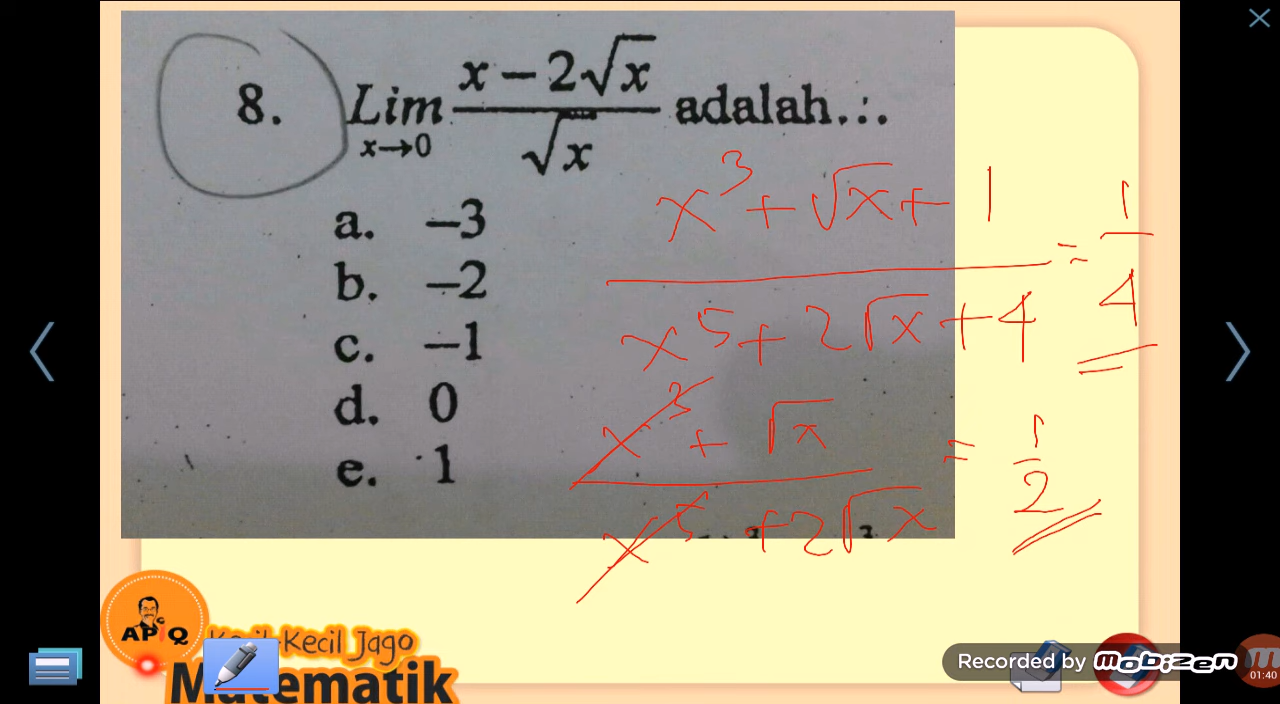 8. Lim x→0 x − 2√x / √x adalah...
a. −3
b. −2
c. −1
d. 0
e. 1
x³ + √x + 1 / x⁵ + 2√x + 4 = 1/4
x³ + √x / x⁵ + 2√x = 1/2
APIQ
Kecil-Kecil Jago
Matematik
Recorded by mobizen
01:40